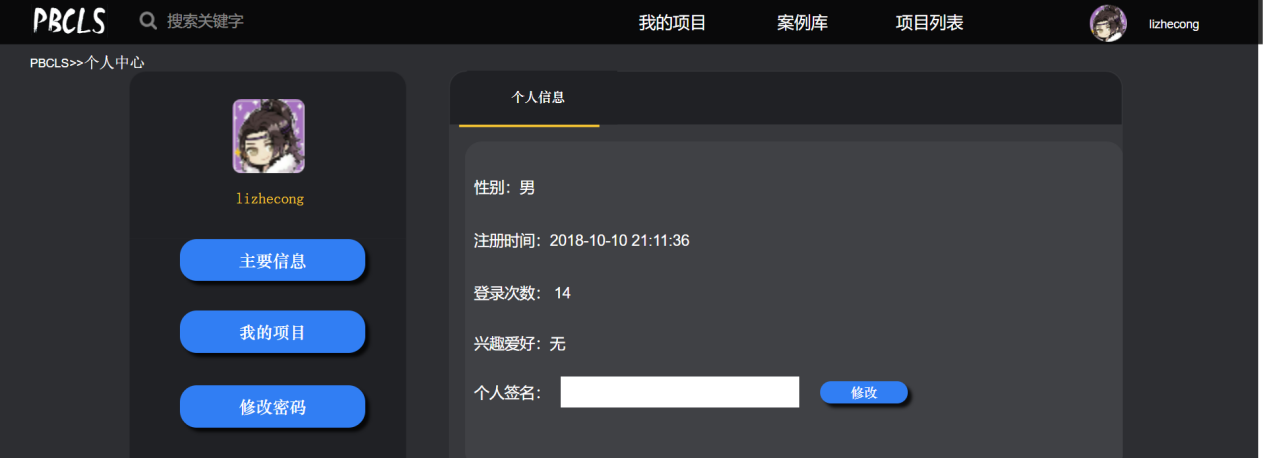 PBCLS 搜索关键字 我的项目 案例库 项目列表 lizhecong
PBCLS>>个人中心
lizhecong
主要信息
我的项目
修改密码
个人信息
性别：男
注册时间：2018-10-10 21:11:36
登录次数： 14
兴趣爱好：无
个人签名： 修改